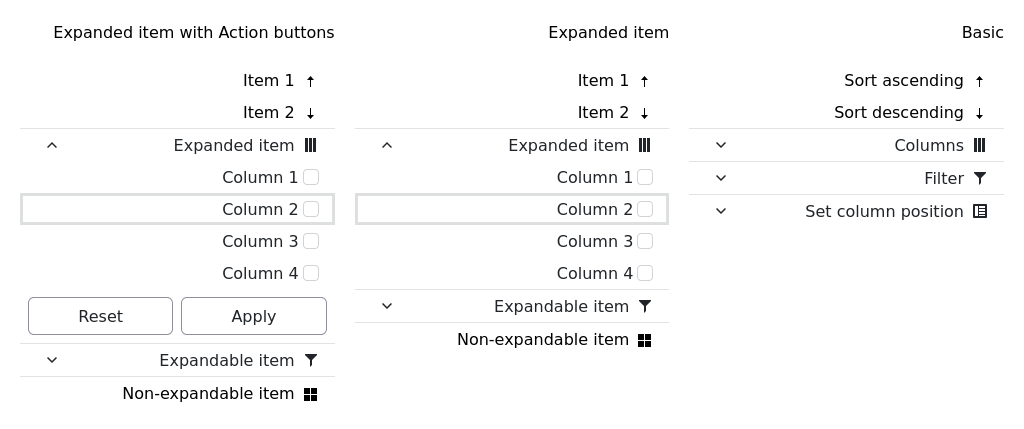 Expanded item with Action buttons
Item 1
Item 2
Expanded item
Column 1
Column 2
Column 3
Column 4
Reset Apply
Expandable item
Non-expandable item
Expanded item
Item 1
Item 2
Expanded item
Column 1
Column 2
Column 3
Column 4
Expandable item
Non-expandable item
Basic
Sort ascending
Sort descending
Columns
Filter
Set column position